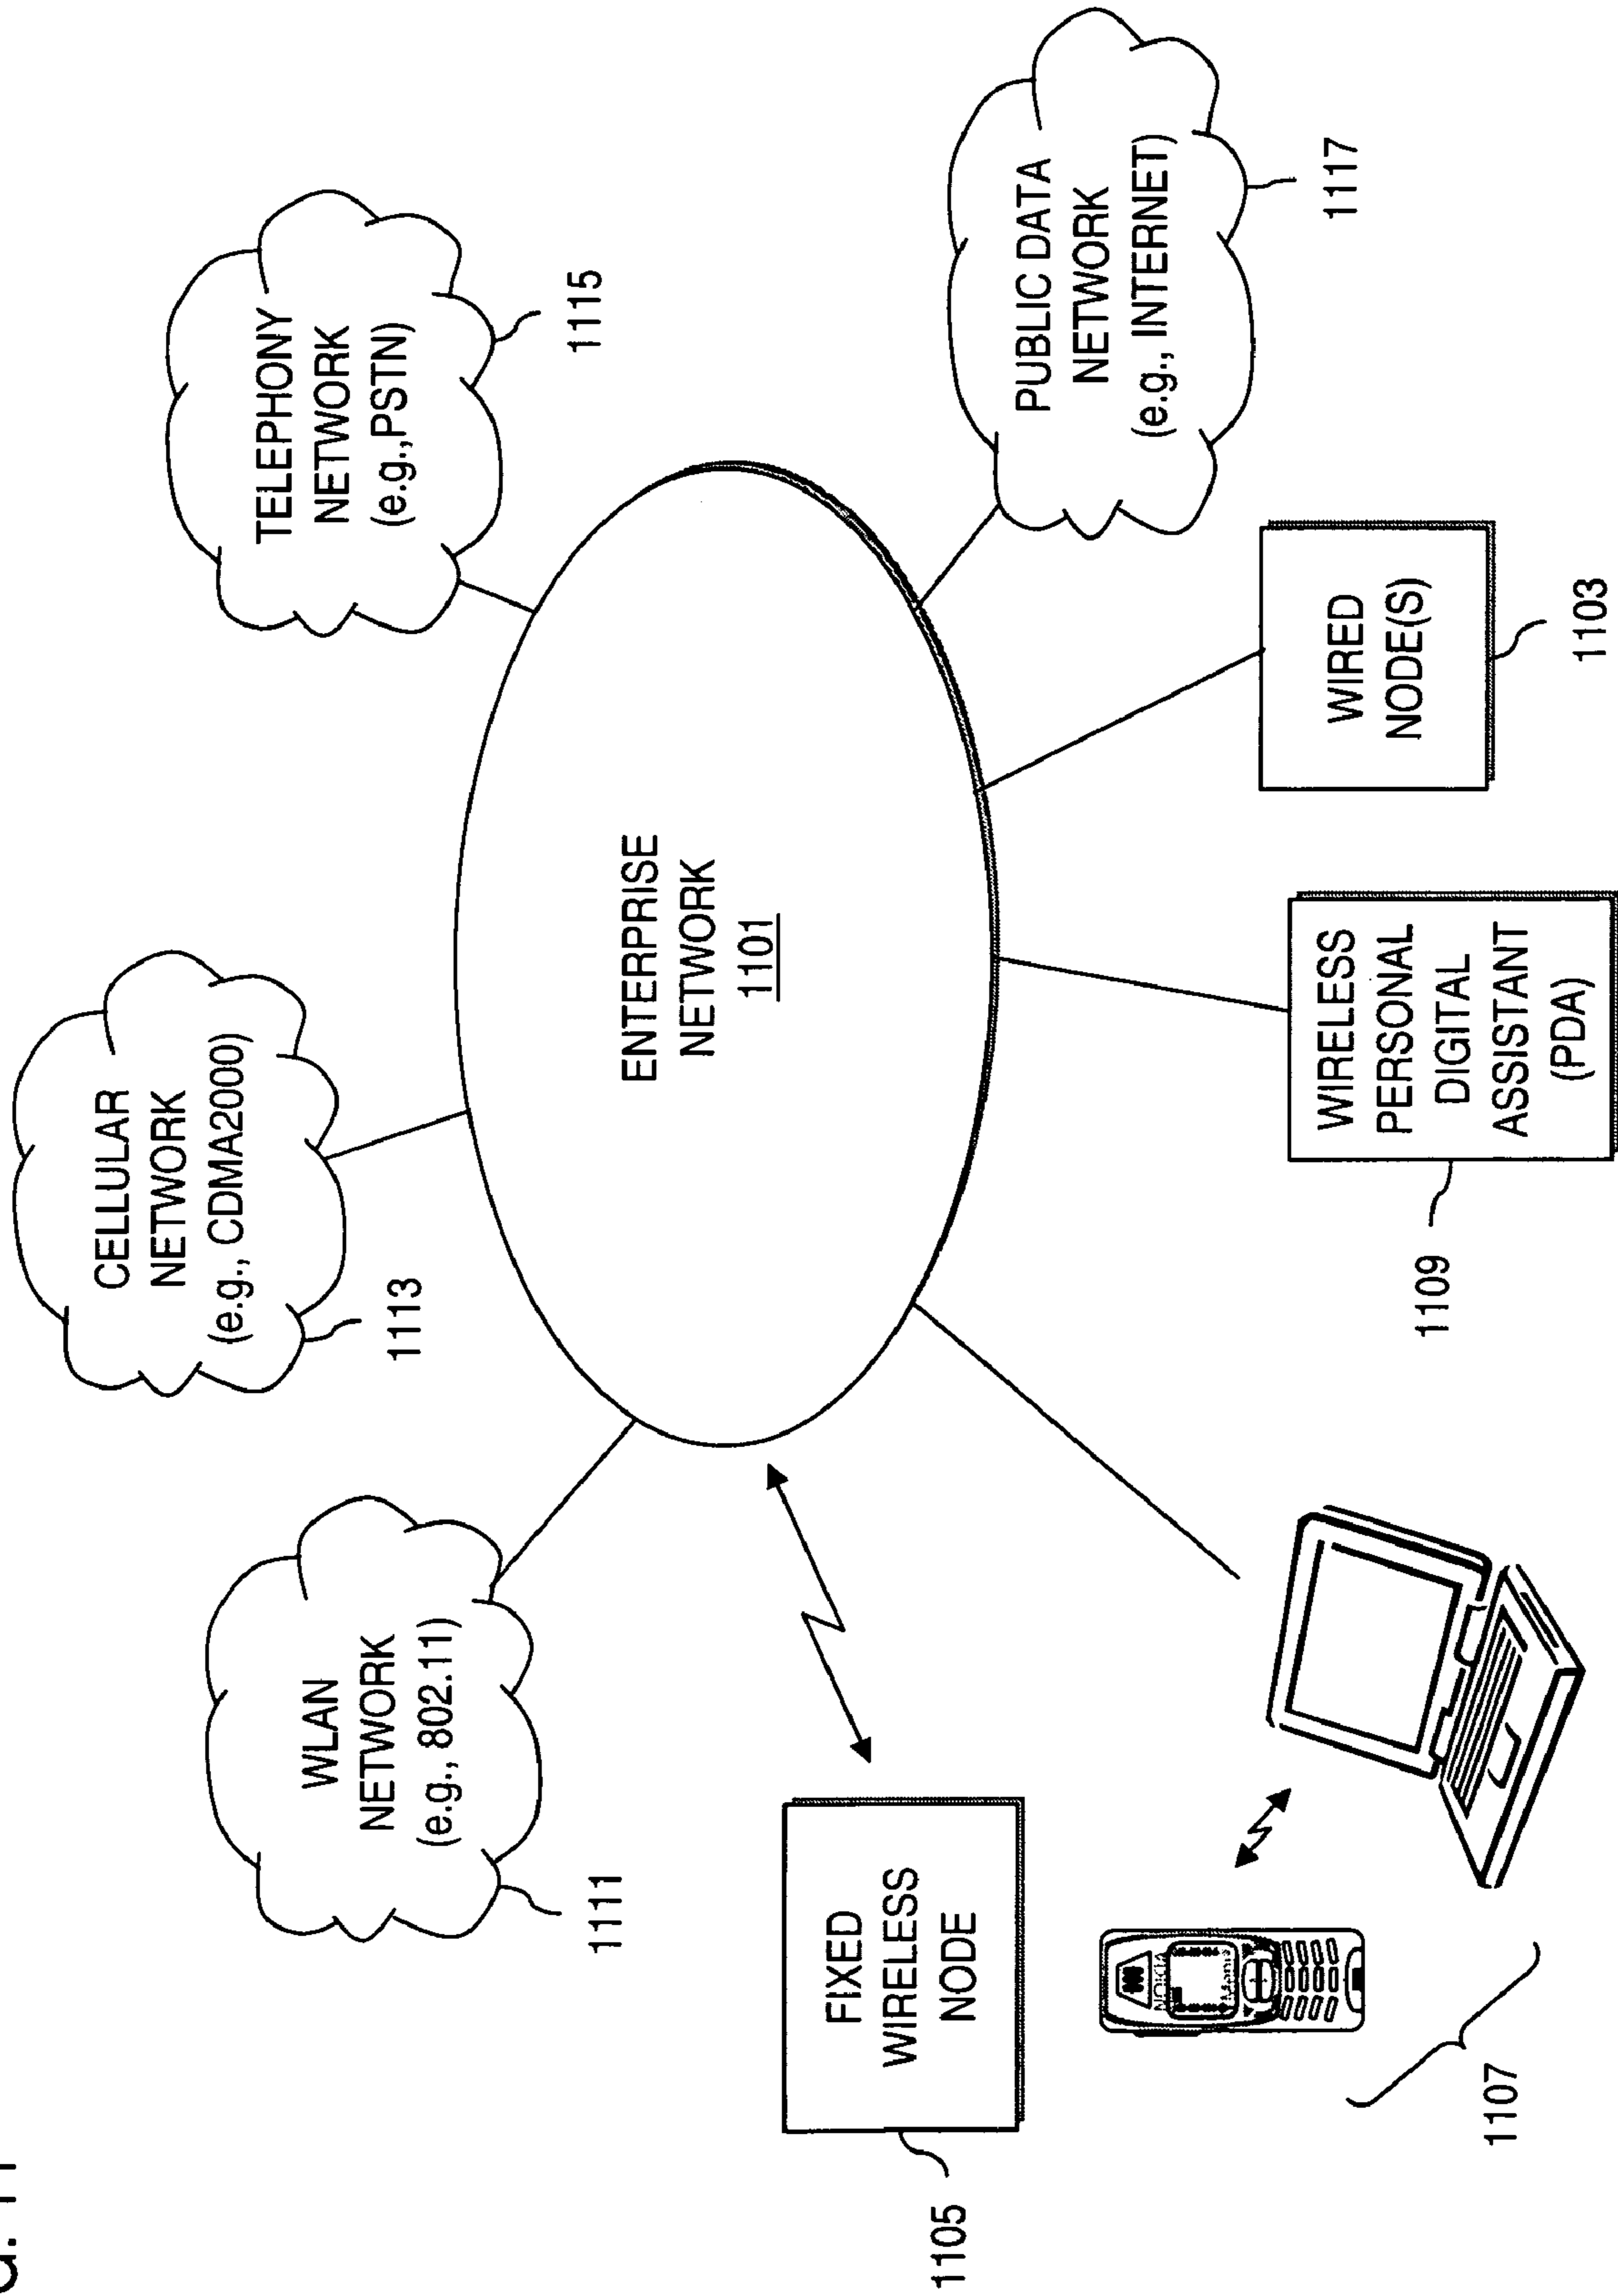 WLAN
NETWORK
(e.g., 802.11)
1111
CELLULAR
NETWORK
(e.g., CDMA2000)
1113
TELEPHONY
NETWORK
(e.g.,PSTN)
1115
ENTERPRISE
NETWORK
1101
FIXED
WIRELESS
NODE
1105
PUBLIC DATA
NETWORK
(e.g., INTERNET)
1117
NOKIA
1107
WIRELESS
PERSONAL
DIGITAL
ASSISTANT
(PDA)
1109
WIRED
NODE(S)
1103